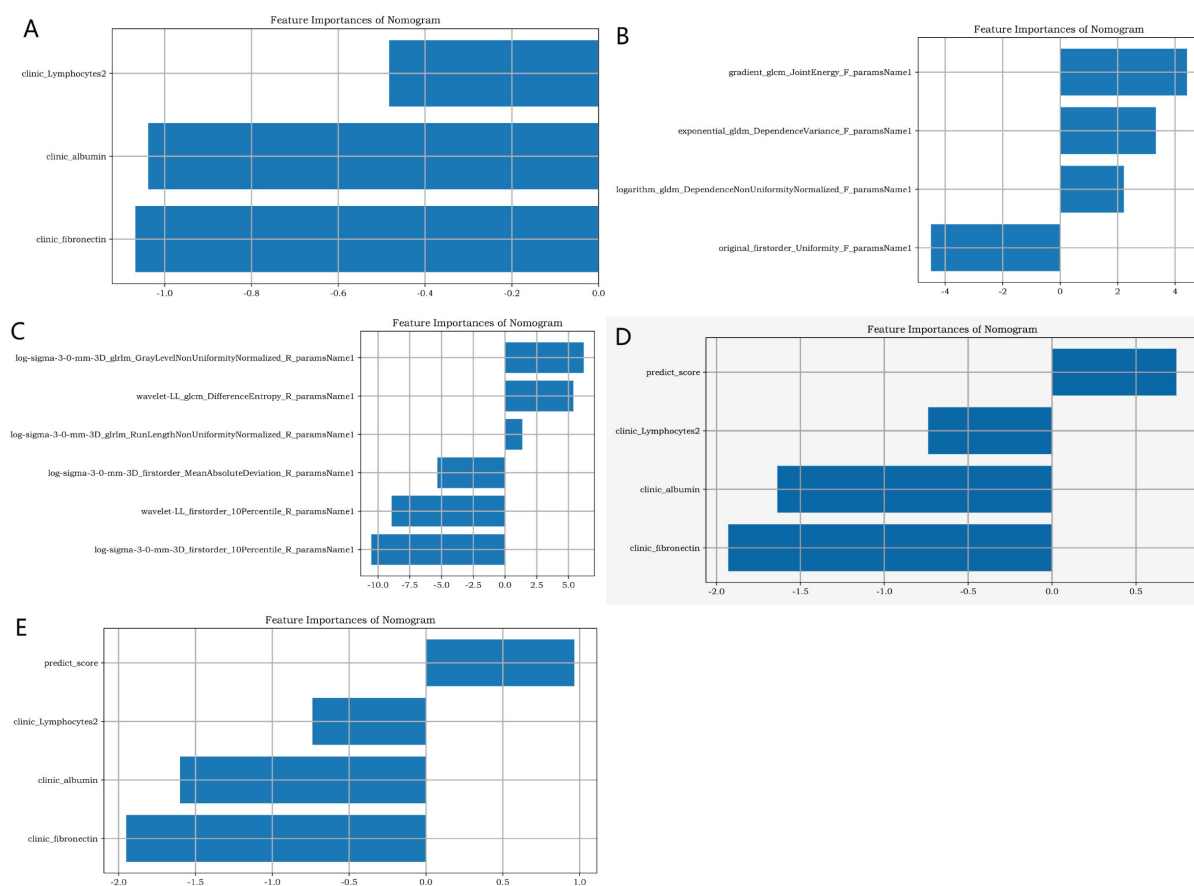 A
Feature Importances of Nomogram
clinic_Lymphocytes2
clinic_albumin
clinic_fibronectin
-1.0 -0.8 -0.6 -0.4 -0.2 0.0
B
Feature Importances of Nomogram
gradient_glcm_JointEnergy_F_paramsName1
exponential_gldm_DependenceVariance_F_paramsName1
logarithm_gldm_DependenceNonUniformityNormalized_F_paramsName1
original_firstorder_Uniformity_F_paramsName1
-4 -2 0 2 4
C
Feature Importances of Nomogram
log-sigma-3-0-mm-3D_glrlm_GrayLevelNonUniformityNormalized_R_paramsName1
wavelet-LL_glcm_DifferenceEntropy_R_paramsName1
log-sigma-3-0-mm-3D_glrlm_RunLengthNonUniformityNormalized_R_paramsName1
log-sigma-3-0-mm-3D_firstorder_MeanAbsoluteDeviation_R_paramsName1
wavelet-LL_firstorder_10Percentile_R_paramsName1
log-sigma-3-0-mm-3D_firstorder_10Percentile_R_paramsName1
-10.0 -7.5 -5.0 -2.5 0.0 2.5 5.0
D
Feature Importances of Nomogram
predict_score
clinic_Lymphocytes2
clinic_albumin
clinic_fibronectin
-2.0 -1.5 -1.0 -0.5 0.0 0.5
E
Feature Importances of Nomogram
predict_score
clinic_Lymphocytes2
clinic_albumin
clinic_fibronectin
-2.0 -1.5 -1.0 -0.5 0.0 0.5 1.0